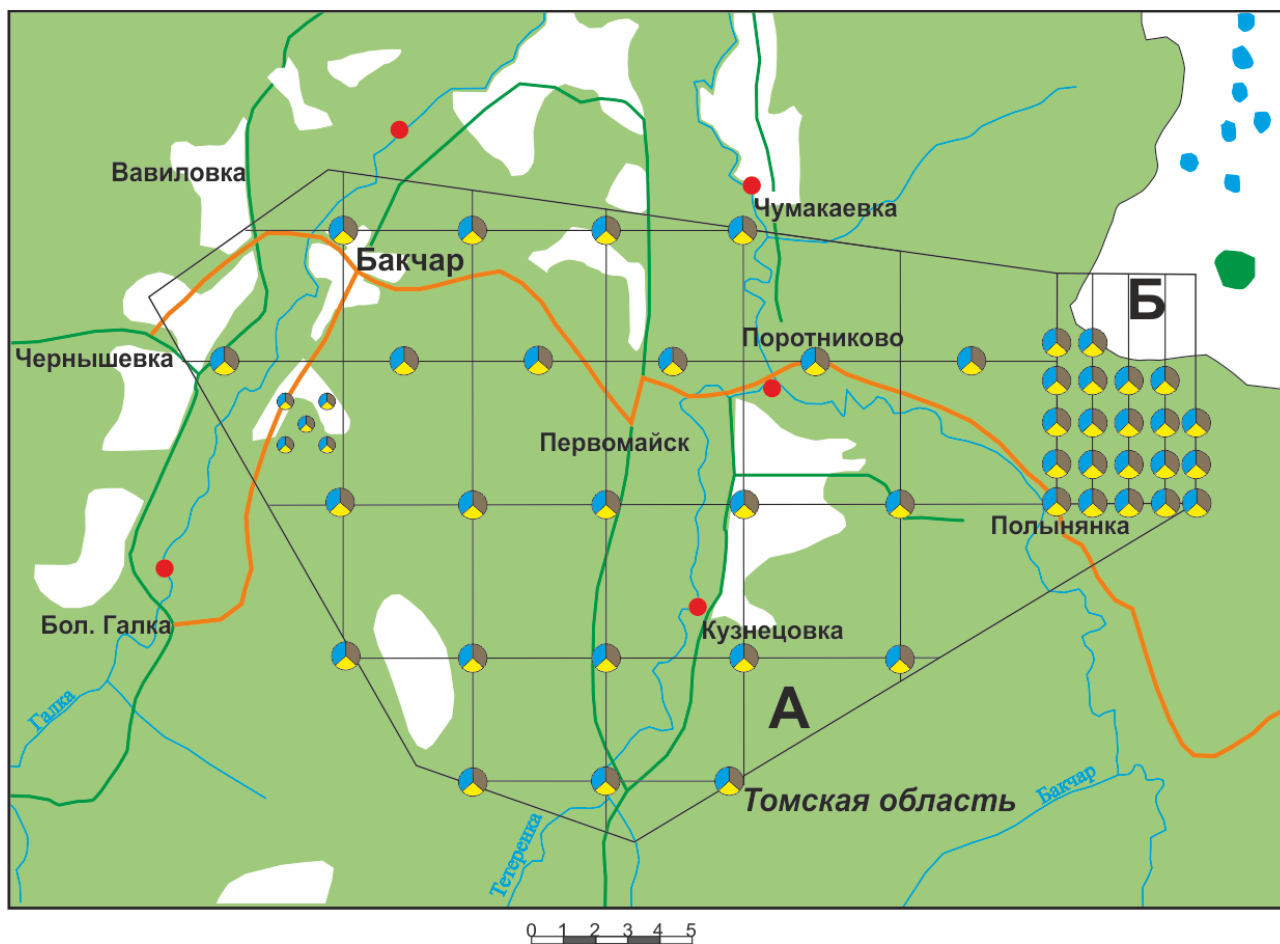 Вавиловка
Чумакаевка
Бакчар
Б
Поротниково
Чернышевка
Первомайск
Полынянка
Бол. Галка
Кузнецовка
Галка
А
Томская область
Бакчар
Тетеренка
0 1 2 3 4 5